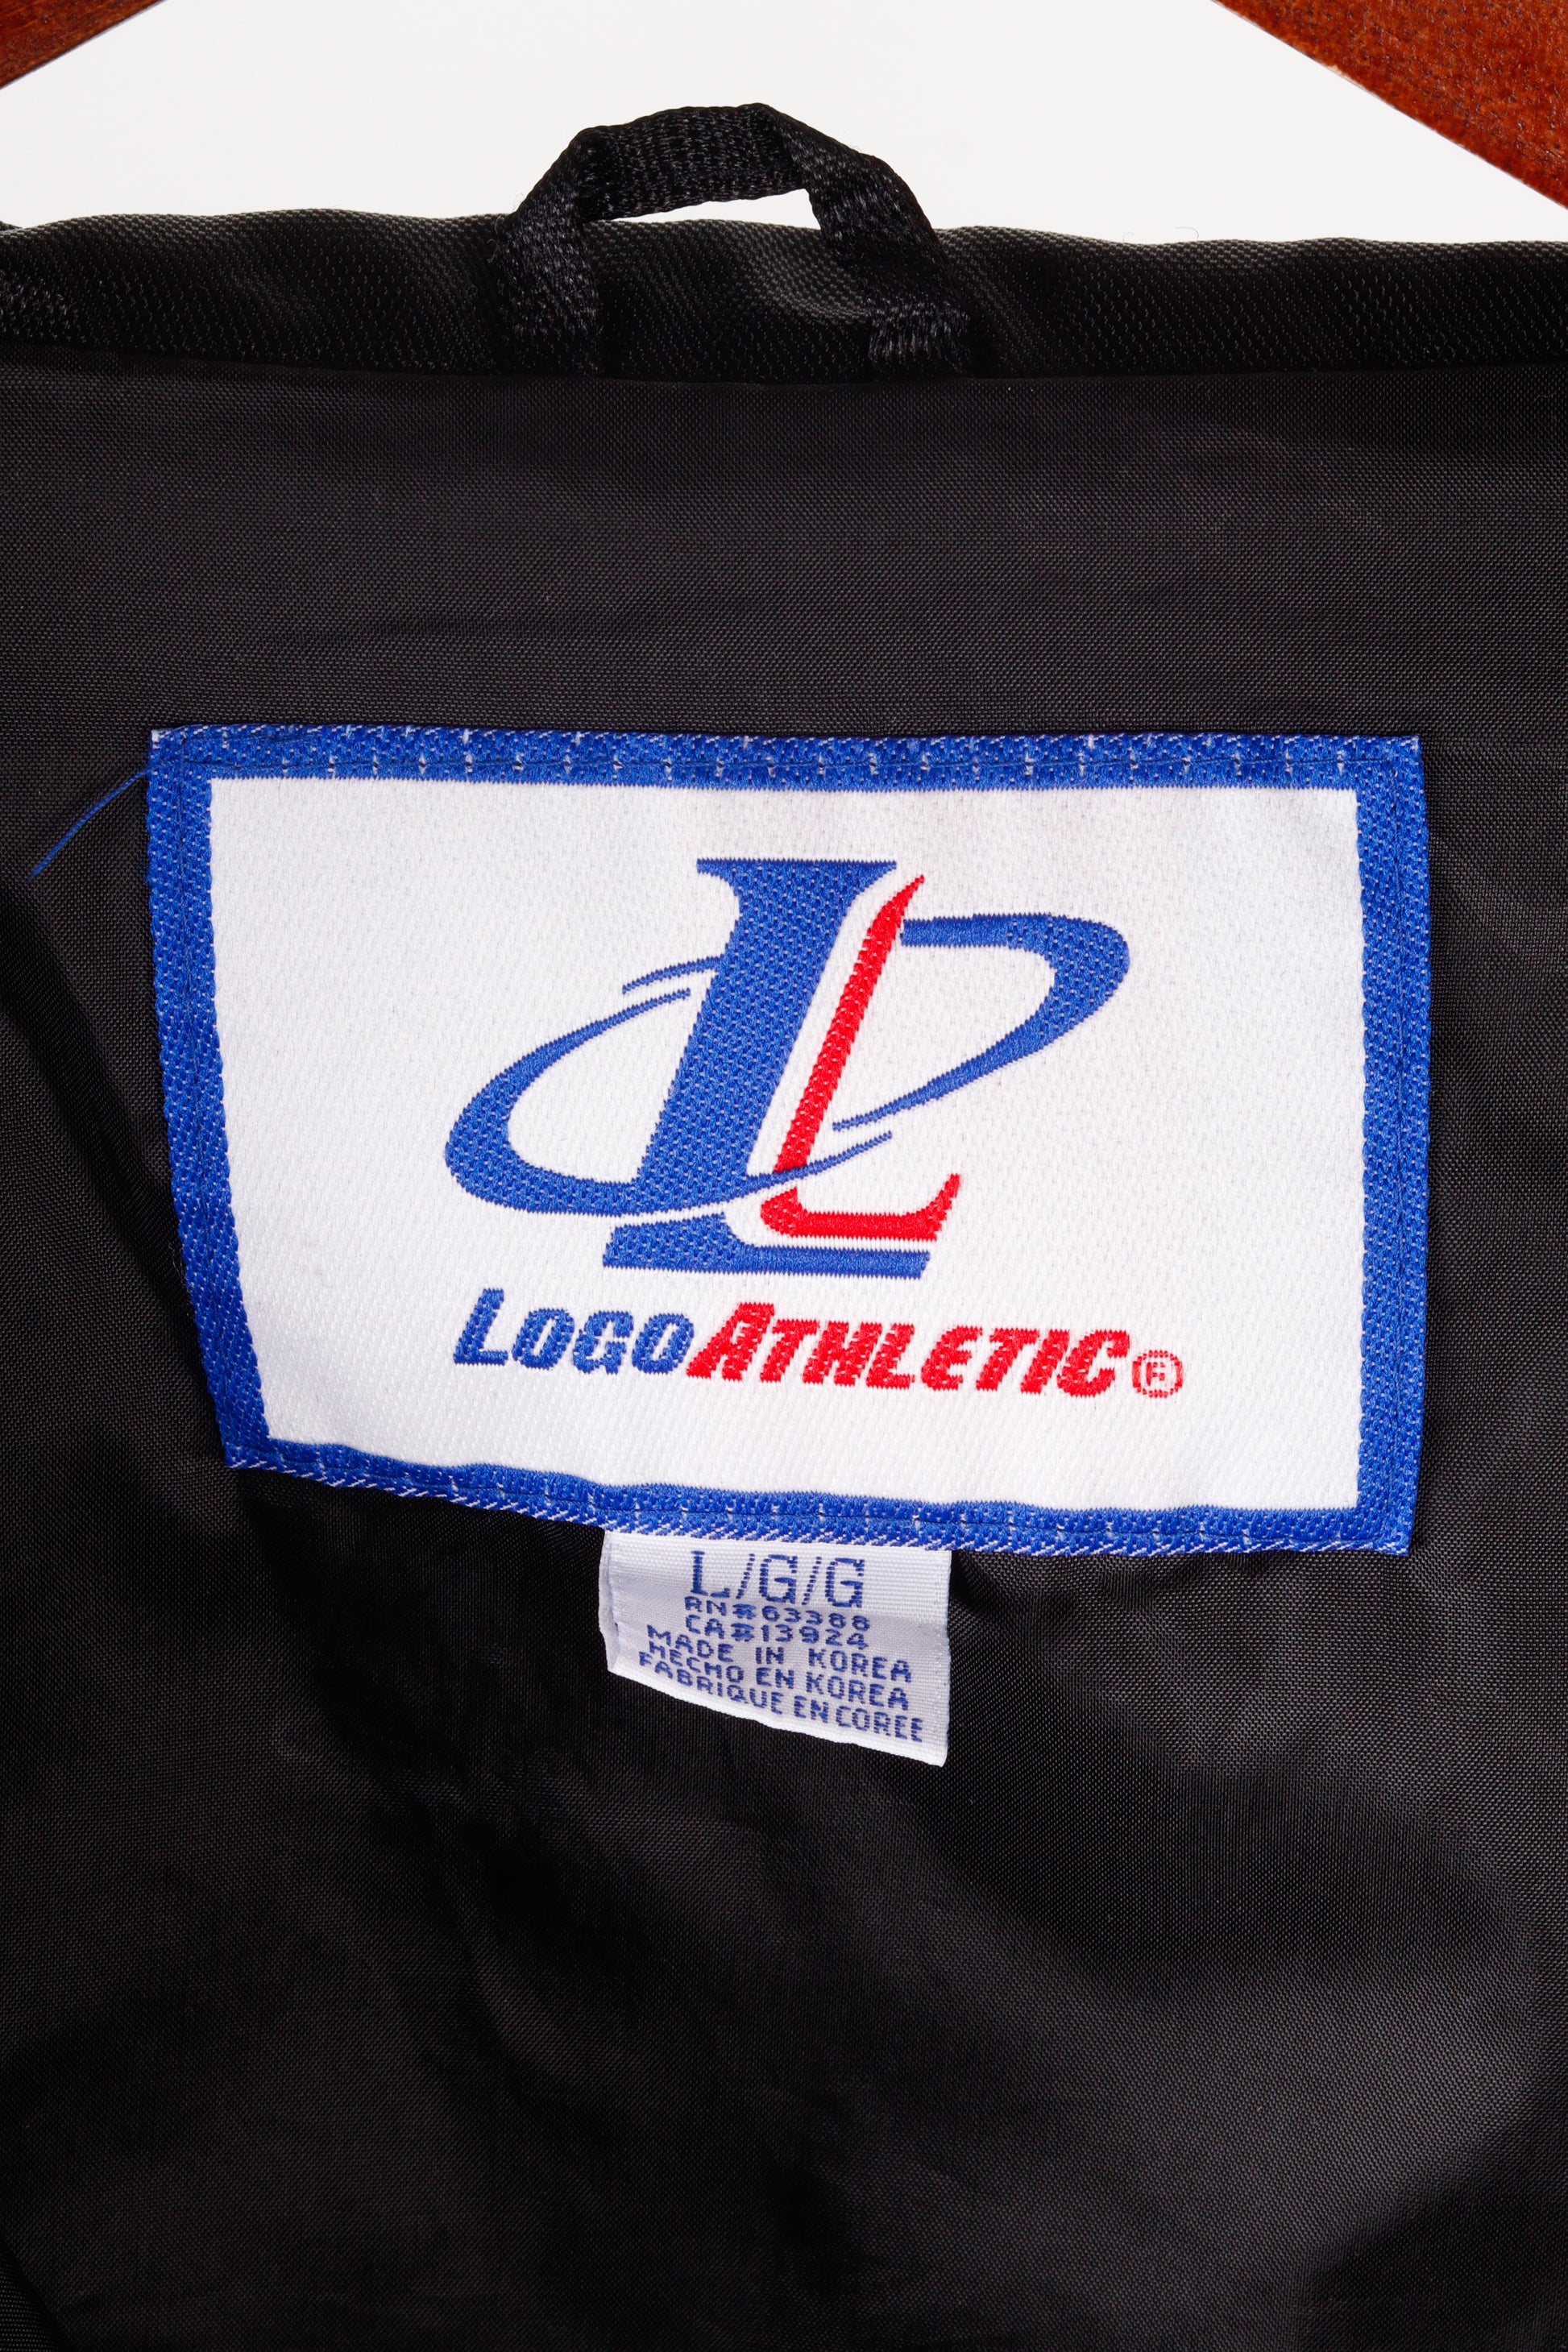 L
LOGOATHLETIC®
L/G/G
RN#63388
CA#13924
MADE IN KOREA
HECHO EN KOREA
FABRIQUE EN COREE